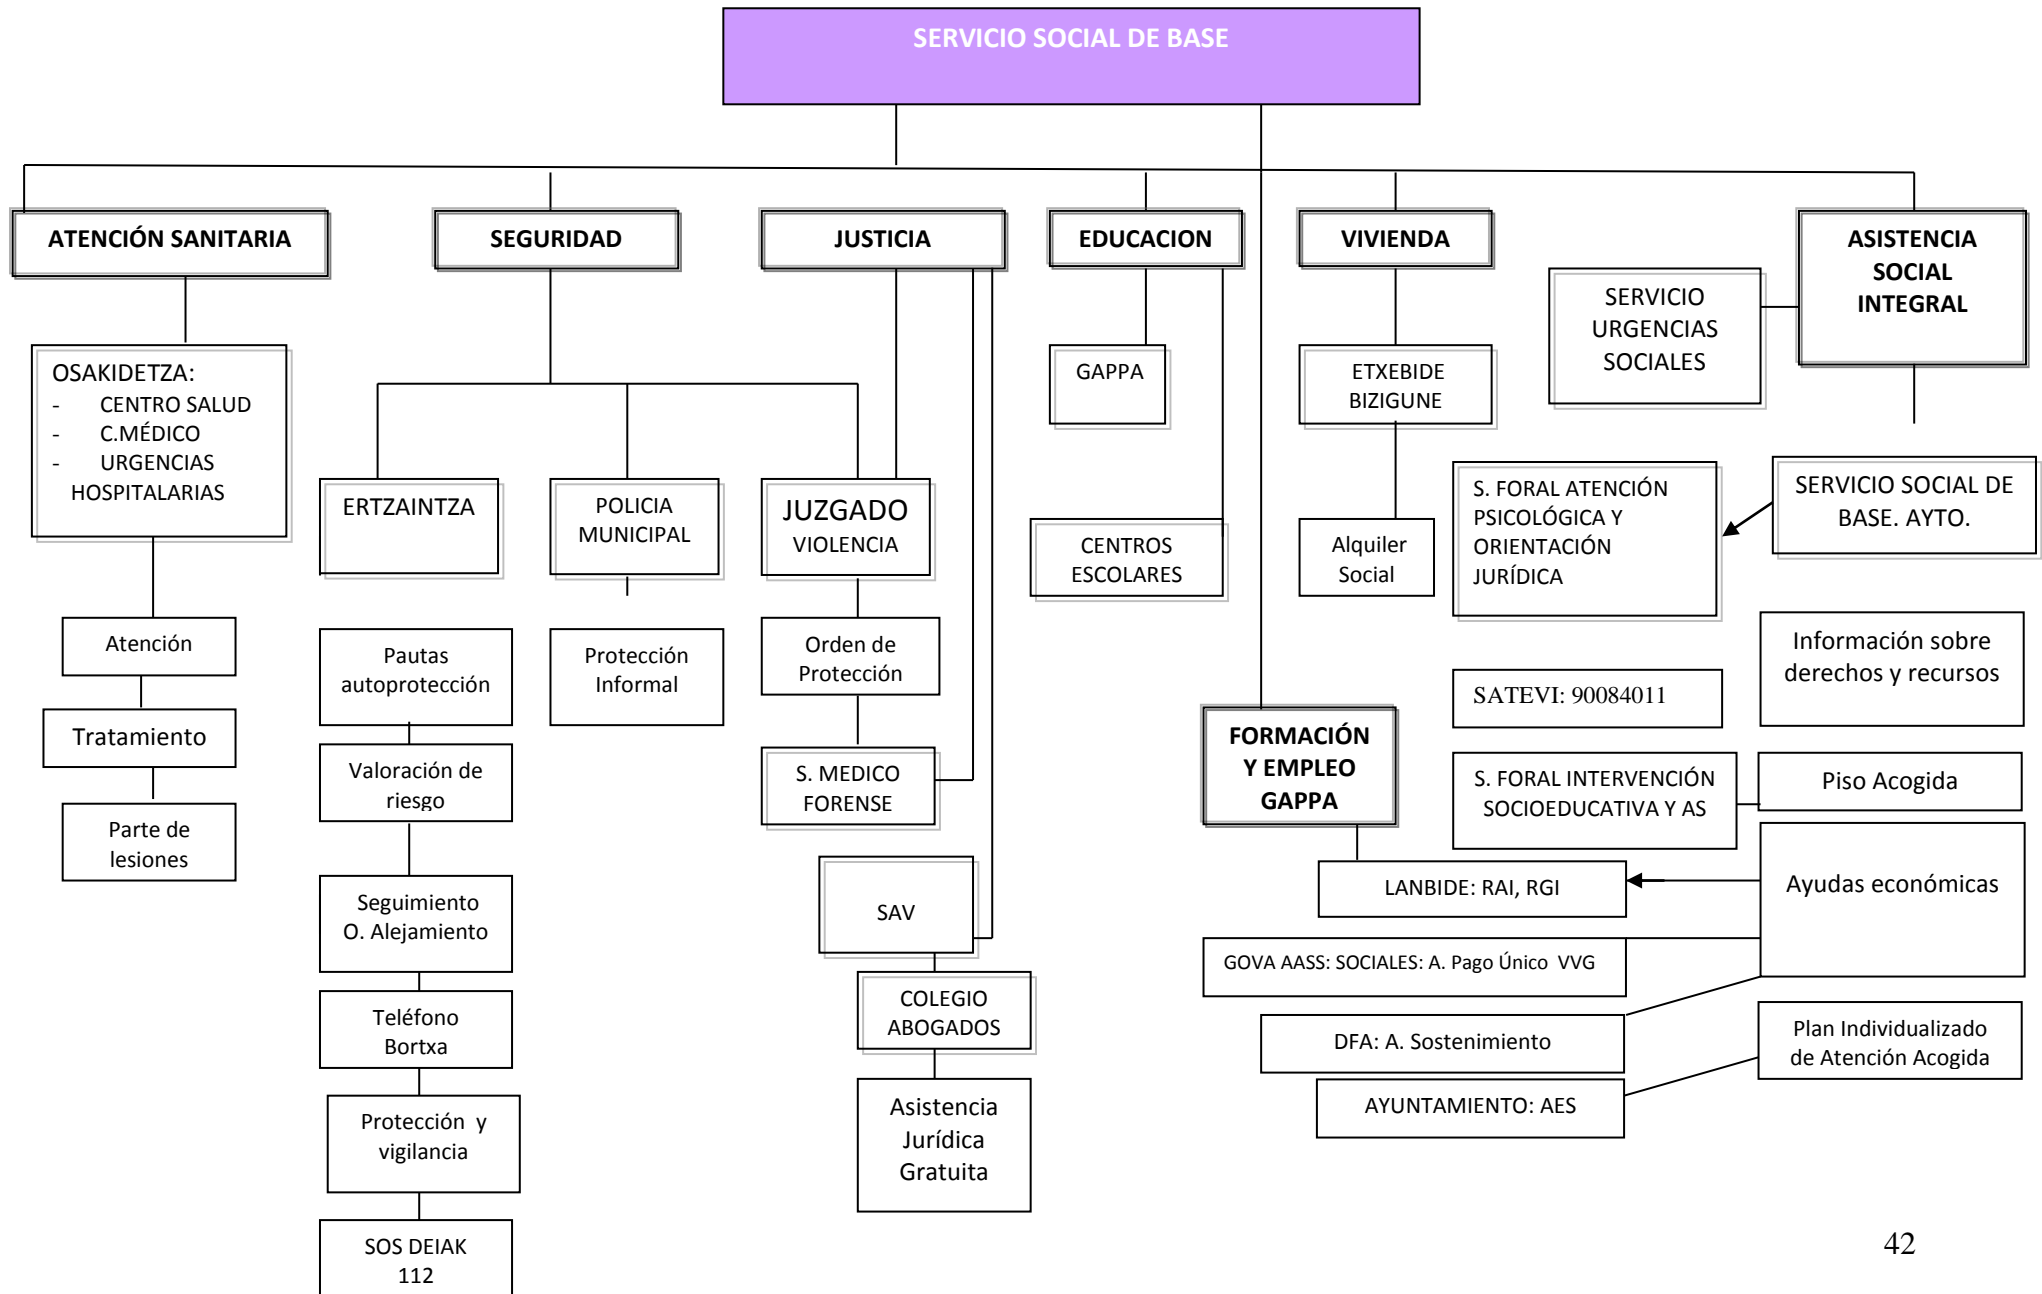 SERVICIO SOCIAL DE BASE
ATENCIÓN SANITARIA
SEGURIDAD
JUSTICIA
EDUCACION
VIVIENDA
ASISTENCIA
SOCIAL
INTEGRAL
SERVICIO
URGENCIAS
SOCIALES
OSAKIDETZA:
- CENTRO SALUD
- C.MÉDICO
- URGENCIAS
HOSPITALARIAS
GAPPA
ETXEBIDE
BIZIGUNE
ERTZAINTZA
POLICIA
MUNICIPAL
JUZGADO
VIOLENCIA
CENTROS
ESCOLARES
Alquiler
Social
S. FORAL ATENCIÓN
PSICOLÓGICA Y
ORIENTACIÓN
JURÍDICA
SERVICIO SOCIAL DE
BASE. AYTO.
Atención
Tratamiento
Parte de
lesiones
Pautas
autoprotección
Valoración de
riesgo
Seguimiento
O. Alejamiento
Teléfono
Bortxa
Protección y
vigilancia
SOS DEIAK
112
Protección
Informal
Orden de
Protección
S. MEDICO
FORENSE
SAV
COLEGIO
ABOGADOS
Asistencia
Jurídica
Gratuita
FORMACIÓN
Y EMPLEO
GAPPA
SATEVI: 90084011
S. FORAL INTERVENCIÓN
SOCIOEDUCATIVA Y AS
Información sobre
derechos y recursos
Piso Acogida
Ayudas económicas
LANBIDE: RAI, RGI
GOVA AASS: SOCIALES: A. Pago Único VVG
DFA: A. Sostenimiento
AYUNTAMIENTO: AES
Plan Individualizado
de Atención Acogida
42